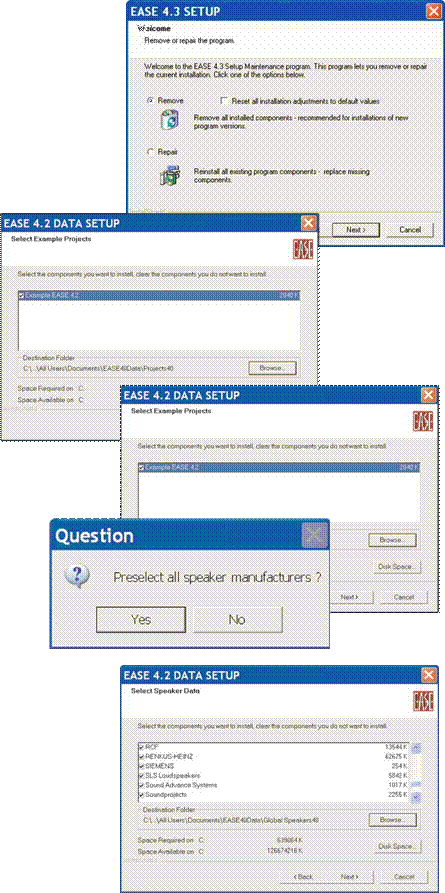 EASE 4.3 SETUP
Welcome
Remove or repair the program.
Welcome to the EASE 4.3 Setup Maintenance program. This program lets you remove or repair
the current installation. Click one of the options below.
Remove
Reset all installation adjustments to default values
Remove all installed components - recommended for installations of new
program versions.
Repair
Reinstall all existing program components - replace missing
components.
Next >
Cancel
EASE 4.2 DATA SETUP
Select Example Projects
EASE
Select the components you want to install, clear the components you do not want to install.
Example EASE 4.2
2840 K
Destination Folder
C:\...\All Users\Documents\EASE40Data\Projects40
Browse...
Space Required on C:
Space Available on C:
EASE 4.2 DATA SETUP
Select Example Projects
EASE
Select the components you want to install, clear the components you do not want to install.
Example EASE 4.2
2840 K
Browse...
Disk Space...
Next >
Cancel
Question
Preselect all speaker manufacturers ?
Yes
No
EASE 4.2 DATA SETUP
Select Speaker Data
EASE
Select the components you want to install, clear the components you do not want to install.
RCF 13544 K
RENKUS-HEINZ 62675 K
SIEMENS 254 K
SLS Loudspeakers 5842 K
Sound Advance Systems 1017 K
Soundprojects 2255 K
Destination Folder
C:\...\All Users\Documents\EASE40Data\Global Speakers40
Browse...
Space Required on C: 639064 K
Space Available on C: 126674216 K
Disk Space...
< Back
Next >
Cancel